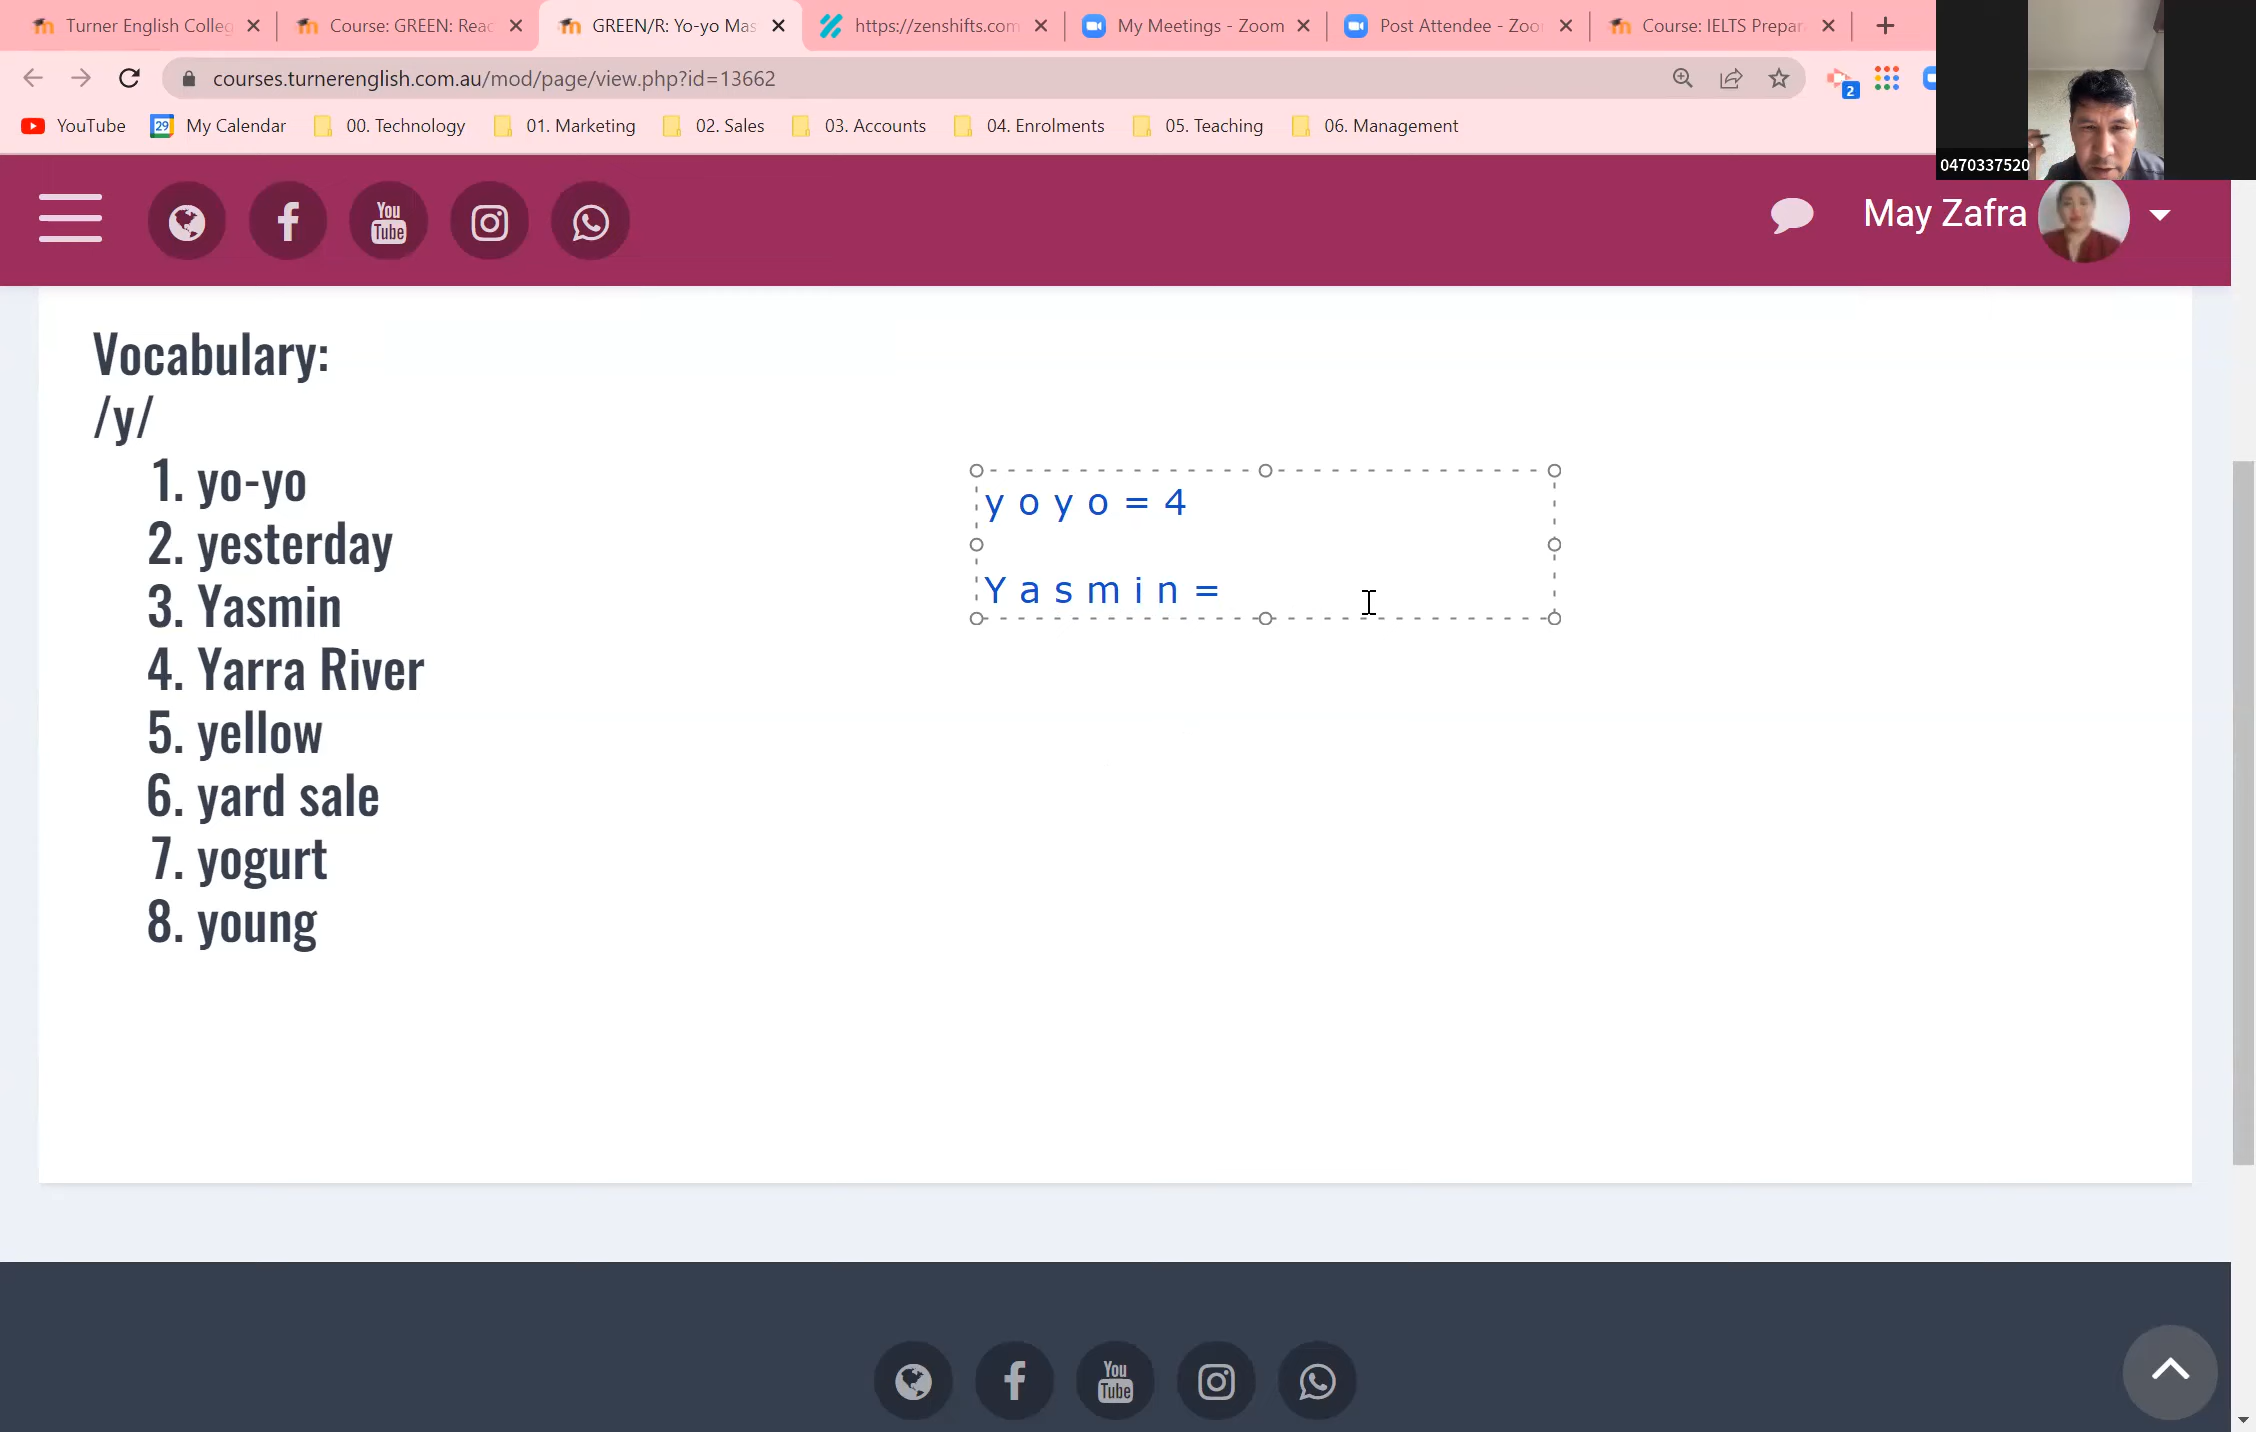 Turner English Colleg
Course: GREEN: Reac
GREEN/R: Yo-yo Mas
https://zenshifts.com
My Meetings - Zoom
Post Attendee - Zoo
Course: IELTS Prepar
courses.turnerenglish.com.au/mod/page/view.php?id=13662
2
YouTube
29 My Calendar
00. Technology
01. Marketing
02. Sales
03. Accounts
04. Enrolments
05. Teaching
06. Management
0470337520
You
Tube
May Zafra
Vocabulary:
/y/
1. yo-yo
2. yesterday
3. Yasmin
4. Yarra River
5. yellow
6. yard sale
7. yogurt
8. young
y o y o = 4
Y a s m i n =
You
Tube